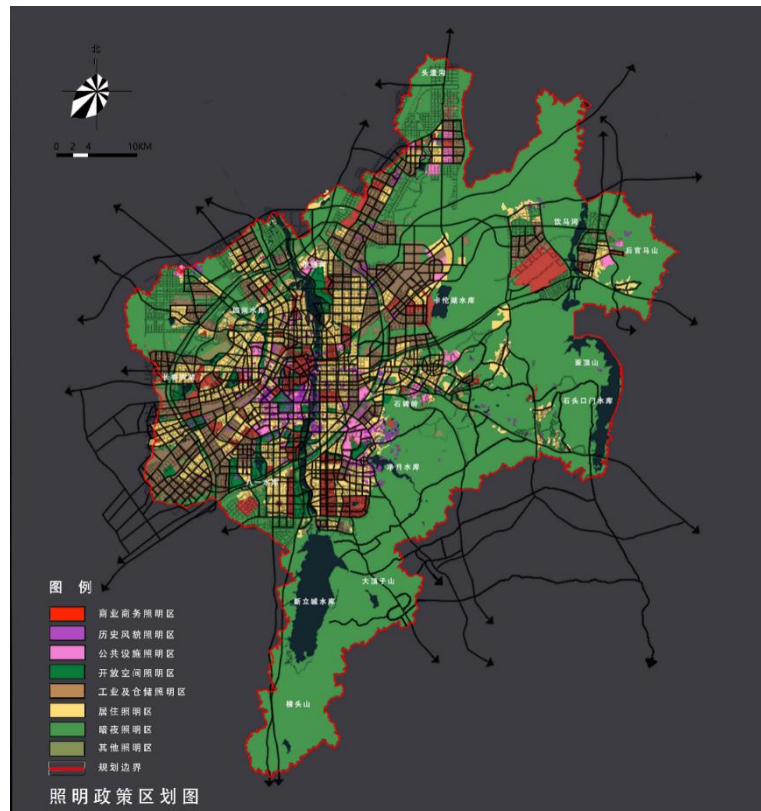 北
0 2 4 10KM
头道沟
饮马河
后官马山
卡伦湖水库
石头口门水库
石碑岭
净月水库
八一水库
大顶子山
新立城水库
横头山
图 例
商业商务照明区
历史风貌照明区
公共设施照明区
开放空间照明区
工业及仓储照明区
居住照明区
暗夜照明区
其他照明区
规划边界
照明政策区划图